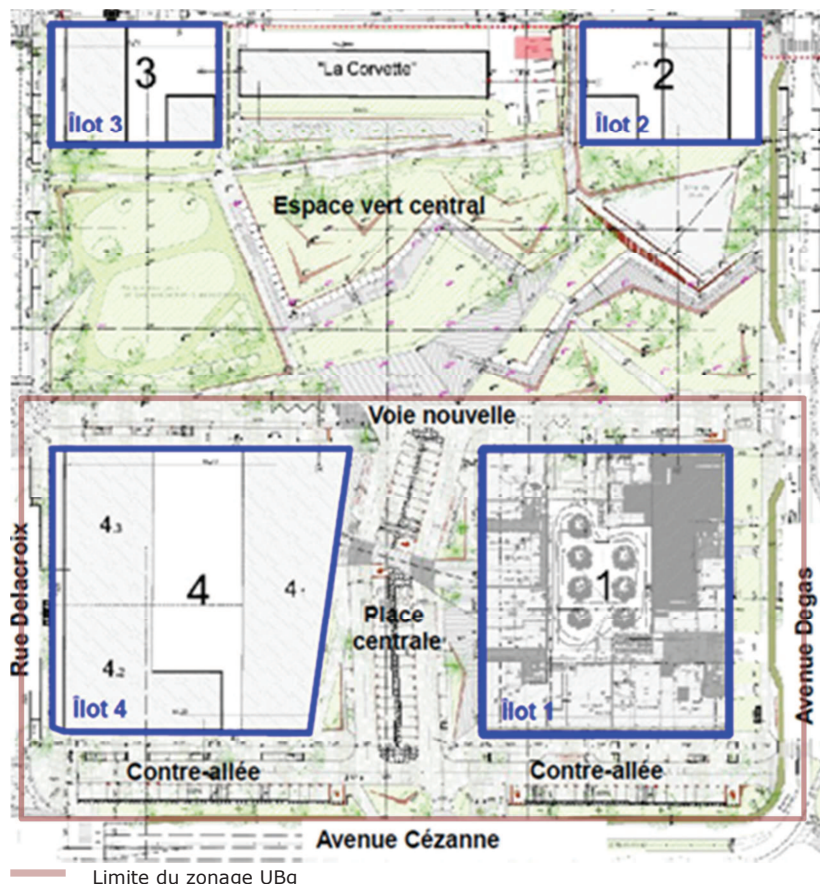 3
"La Corvette"
2
Îlot 3
Îlot 2
Espace vert central
Voie nouvelle
4.3
4
4.1
Place
centrale
1
Rue Delacroix
Avenue Degas
4.2
Îlot 4
Îlot 1
Contre-allée
Contre-allée
Avenue Cézanne
Limite du zonage UBg